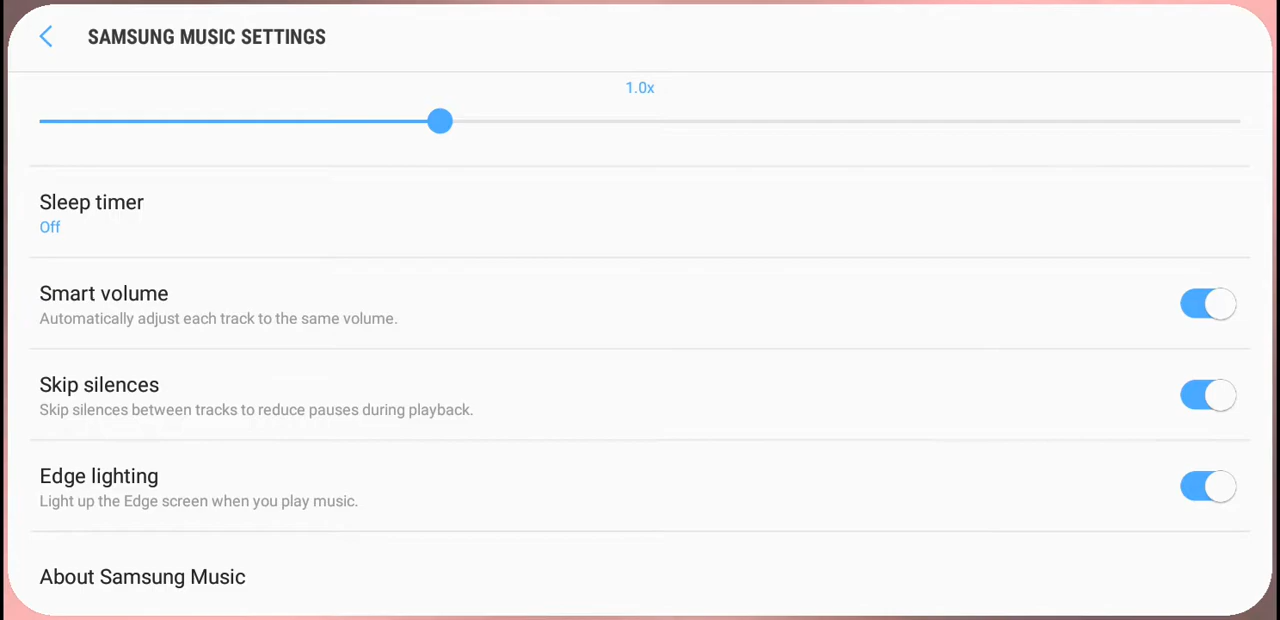 SAMSUNG MUSIC SETTINGS
1.0x
Sleep timer
Off
Smart volume
Automatically adjust each track to the same volume.
Skip silences
Skip silences between tracks to reduce pauses during playback.
Edge lighting
Light up the Edge screen when you play music.
About Samsung Music